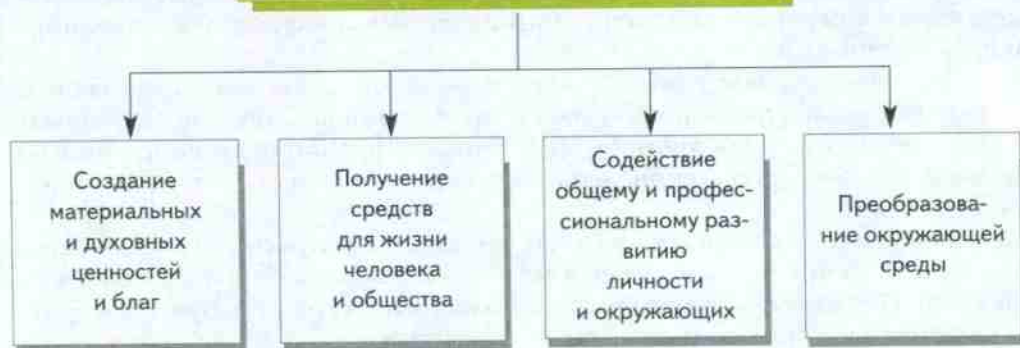 Создание
материальных
и духовных
ценностей
и благ
Получение
средств
для жизни
человека
и общества
Содействие
общему и профес-
сиональному раз-
витию
личности
и окружающих
Преобразова-
ние окружающей
среды